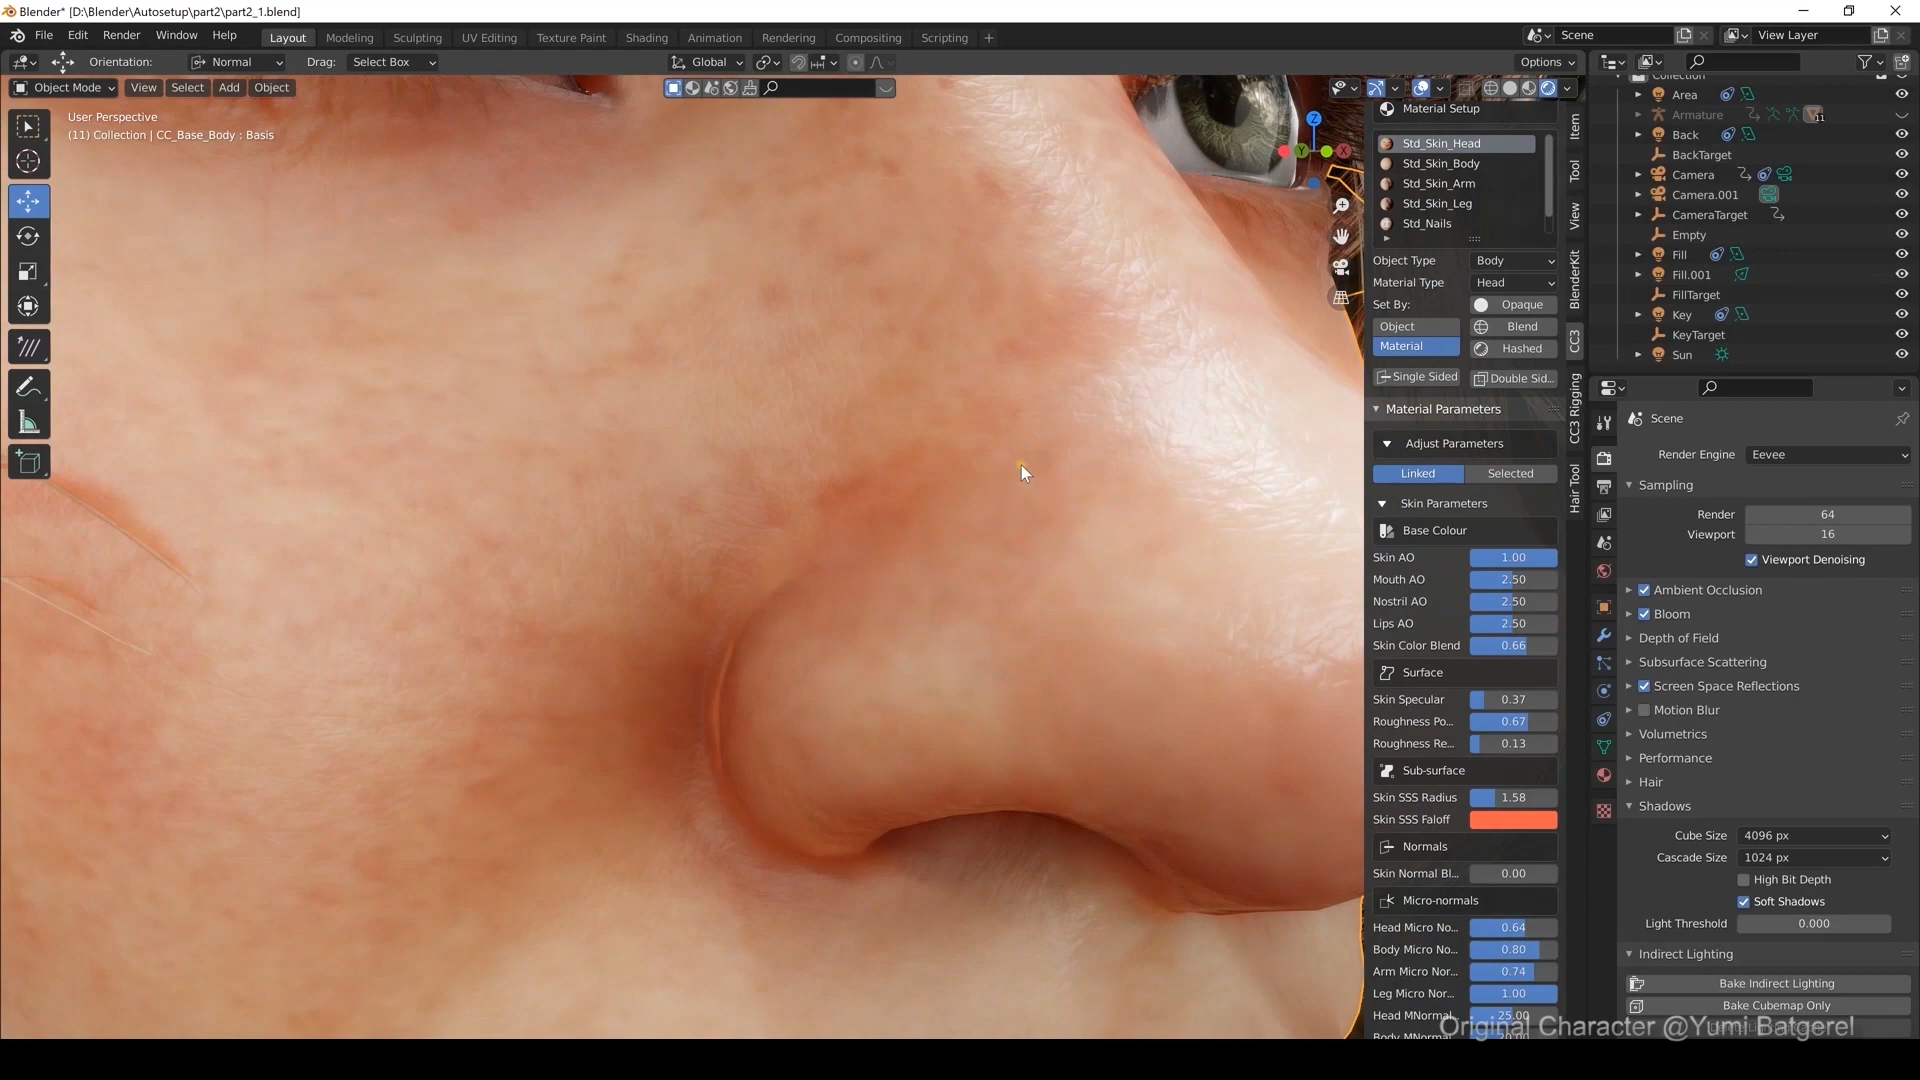 Blender* [D:\Blender\Autosetup\part2\part2_1.blend]
File Edit Render Window Help Layout Modeling Sculpting UV Editing Texture Paint Shading Animation Rendering Compositing Scripting + Scene View Layer
Orientation: Normal Drag: Select Box Global Options
Object Mode View Select Add Object
User Perspective
(11) Collection | CC_Base_Body : Basis
Z
Y
X
Material Setup
Std_Skin_Head
Std_Skin_Body
Std_Skin_Arm
Std_Skin_Leg
Std_Nails
Object Type Body
Material Type Head
Set By: Opaque
Object Blend
Material Hashed
Single Sided Double Sid...
Material Parameters
Adjust Parameters
Linked Selected
Skin Parameters
Base Colour
Skin AO 1.00
Mouth AO 2.50
Nostril AO 2.50
Lips AO 2.50
Skin Color Blend 0.66
Surface
Skin Specular 0.37
Roughness Po... 0.67
Roughness Re... 0.13
Sub-surface
Skin SSS Radius 1.58
Skin SSS Faloff
Normals
Skin Normal Bl... 0.00
Micro-normals
Head Micro No... 0.64
Body Micro No... 0.80
Arm Micro Nor... 0.74
Leg Micro Nor... 1.00
Head MNormal... 25.00
Body MNormal... 20.00
Item
Tool
View
BlenderKit
CC3
CC3 Rigging
Hair Tool
Collection
Area
Armature 11
Back
BackTarget
Camera
Camera.001
CameraTarget
Empty
Fill
Fill.001
FillTarget
Key
KeyTarget
Sun
Scene
Render Engine Eevee
Sampling
Render 64
Viewport 16
Viewport Denoising
Ambient Occlusion
Bloom
Depth of Field
Subsurface Scattering
Screen Space Reflections
Motion Blur
Volumetrics
Performance
Hair
Shadows
Cube Size 4096 px
Cascade Size 1024 px
High Bit Depth
Soft Shadows
Light Threshold 0.000
Indirect Lighting
Bake Indirect Lighting
Bake Cubemap Only
Original Character @Yumi Batgerel